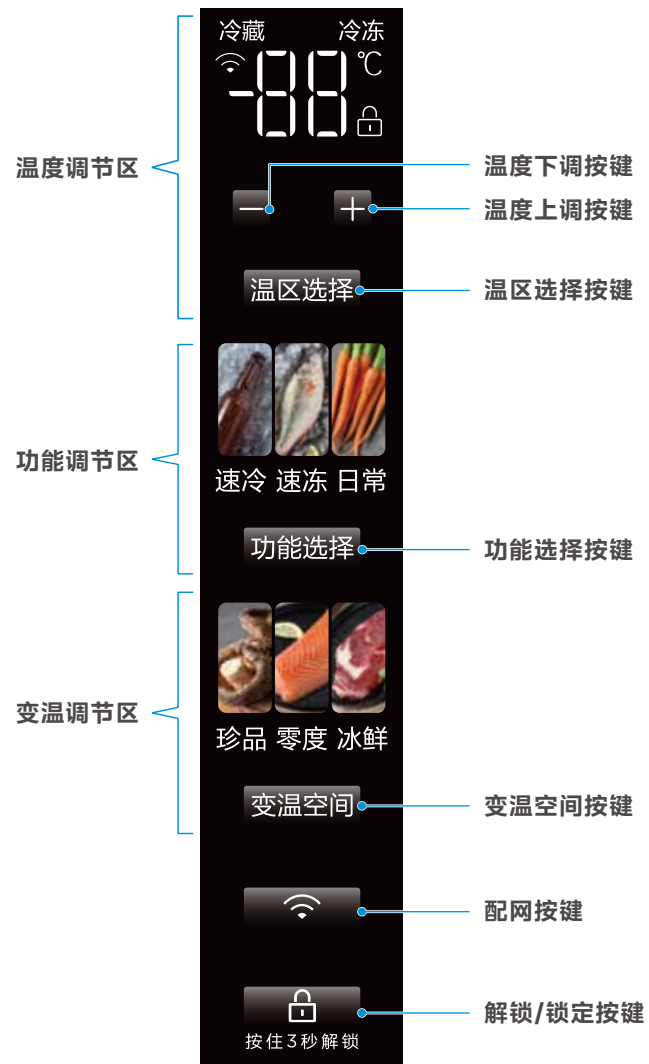 冷藏 冷冻
-88 ℃
温度调节区
温度下调按键
温度上调按键
温区选择
温区选择按键
功能调节区
速冷 速冻 日常
功能选择
功能选择按键
变温调节区
珍品 零度 冰鲜
变温空间
变温空间按键
配网按键
解锁/锁定按键
按住3秒解锁